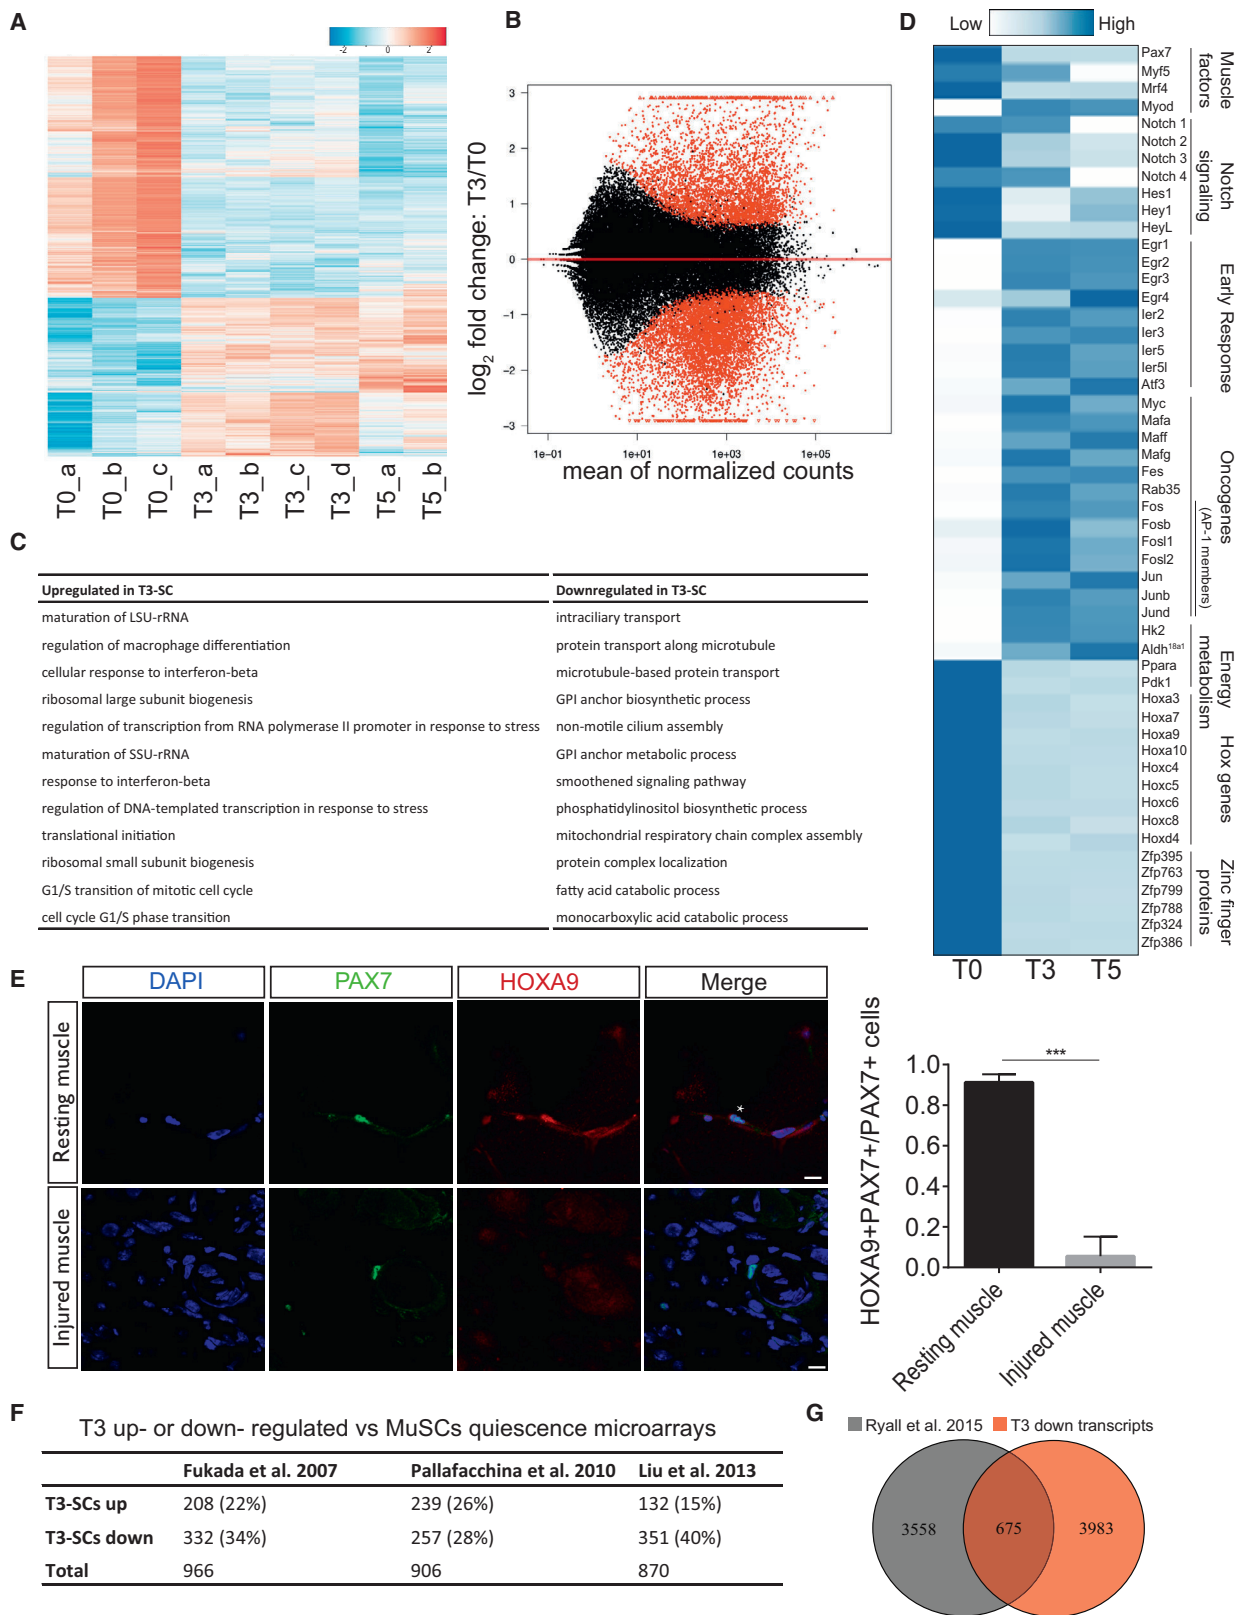 A
-2
0
2
T0_a
T0_b
T0_c
T3_a
T3_b
T3_c
T3_d
T5_a
T5_b
B
log2 fold change: T3/T0
3
2
1
0
−1
−2
−3
1e−01
1e+01
1e+03
1e+05
mean of normalized counts
C
Upregulated in T3-SC
Downregulated in T3-SC
maturation of LSU-rRNA
intraciliary transport
regulation of macrophage differentiation
protein transport along microtubule
cellular response to interferon-beta
microtubule-based protein transport
ribosomal large subunit biogenesis
GPI anchor biosynthetic process
regulation of transcription from RNA polymerase II promoter in response to stress
non-motile cilium assembly
maturation of SSU-rRNA
GPI anchor metabolic process
response to interferon-beta
smoothened signaling pathway
regulation of DNA-templated transcription in response to stress
phosphatidylinositol biosynthetic process
translational initiation
mitochondrial respiratory chain complex assembly
ribosomal small subunit biogenesis
protein complex localization
G1/S transition of mitotic cell cycle
fatty acid catabolic process
cell cycle G1/S phase transition
monocarboxylic acid catabolic process
D
Low
High
Pax7
Myf5
Mrf4
Myod
Notch 1
Notch 2
Notch 3
Notch 4
Hes1
Hey1
HeyL
Egr1
Egr2
Egr3
Egr4
Ier2
Ier3
Ier5
Ier5l
Atf3
Myc
Mafa
Maff
Mafg
Fes
Rab35
Fos
Fosb
Fosl1
Fosl2
Jun
Junb
Jund
Hk2
Aldh18a1
Ppara
Pdk1
Hoxa3
Hoxa7
Hoxa9
Hoxa10
Hoxc4
Hoxc5
Hoxc6
Hoxc8
Hoxd4
Zfp395
Zfp763
Zfp799
Zfp788
Zfp324
Zfp386
Muscle
factors
Notch
signaling
Early Response
Oncogenes
(AP-1 members)
Energy
metabolism
Hox genes
Zinc finger
proteins
T0
T3
T5
E
DAPI
PAX7
HOXA9
Merge
Resting muscle
*
Injured muscle
HOXA9+PAX7+/PAX7+ cells
1.0
0.8
0.6
0.4
0.2
0.0
***
Resting muscle
Injured muscle
F
T3 up- or down- regulated vs MuSCs quiescence microarrays
Fukada et al. 2007
Pallafacchina et al. 2010
Liu et al. 2013
T3-SCs up
208 (22%)
239 (26%)
132 (15%)
T3-SCs down
332 (34%)
257 (28%)
351 (40%)
Total
966
906
870
G
Ryall et al. 2015
T3 down transcripts
3558
675
3983